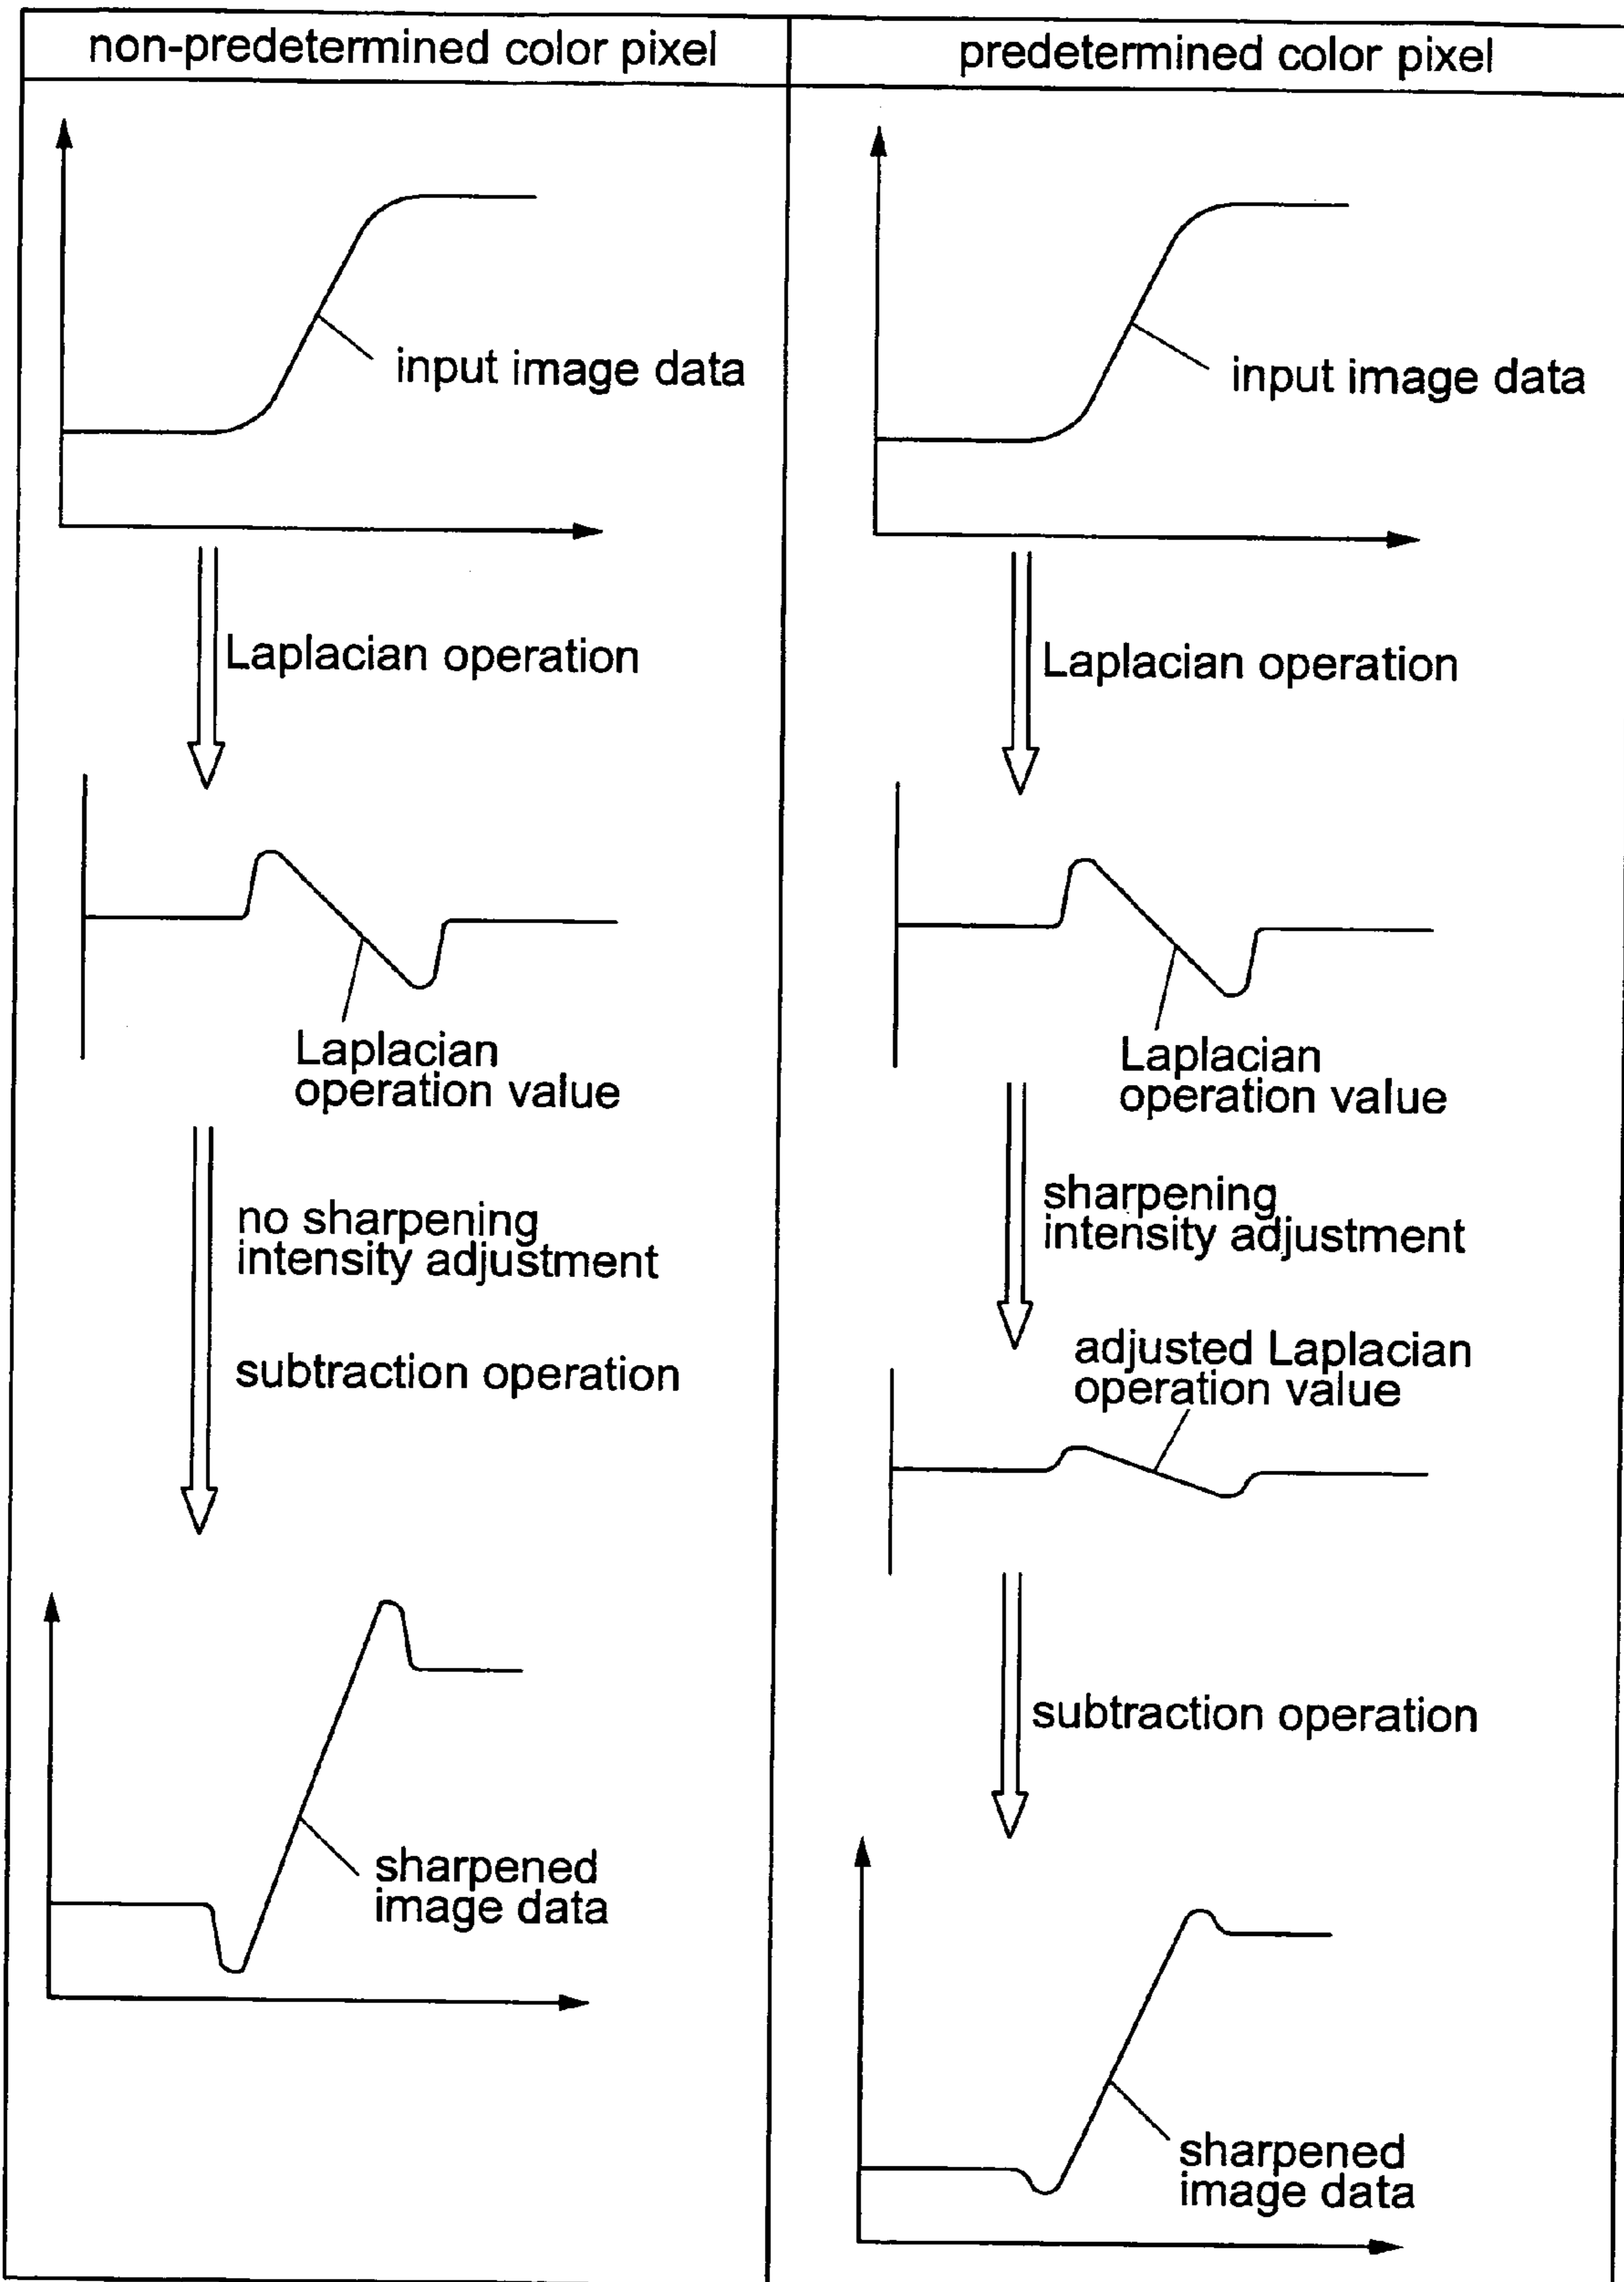 non-predetermined color pixel
input image data
Laplacian operation
Laplacian
operation value
no sharpening
intensity adjustment
subtraction operation
sharpened
image data
predetermined color pixel
input image data
Laplacian operation
Laplacian
operation value
sharpening
intensity adjustment
adjusted Laplacian
operation value
subtraction operation
sharpened
image data